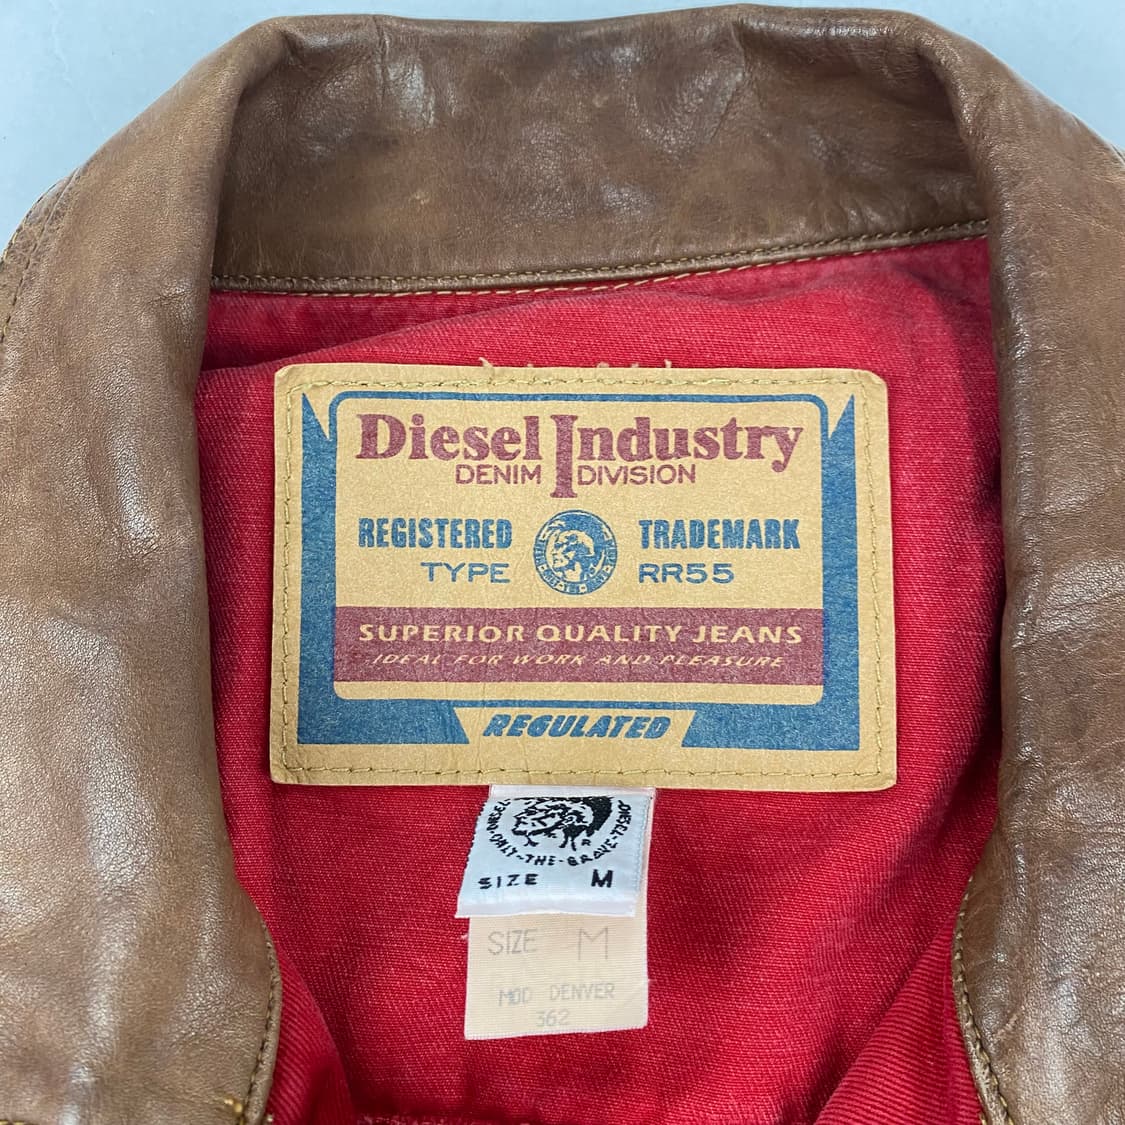 Diesel Industry
DENIM DIVISION
REGISTERED TRADEMARK
TYPE RR55
SUPERIOR QUALITY JEANS
IDEAL FOR WORK AND PLEASURE
REGULATED
ONLY-THE-BRAVE
SIZE M
SIZE M
MOD DENVER
362